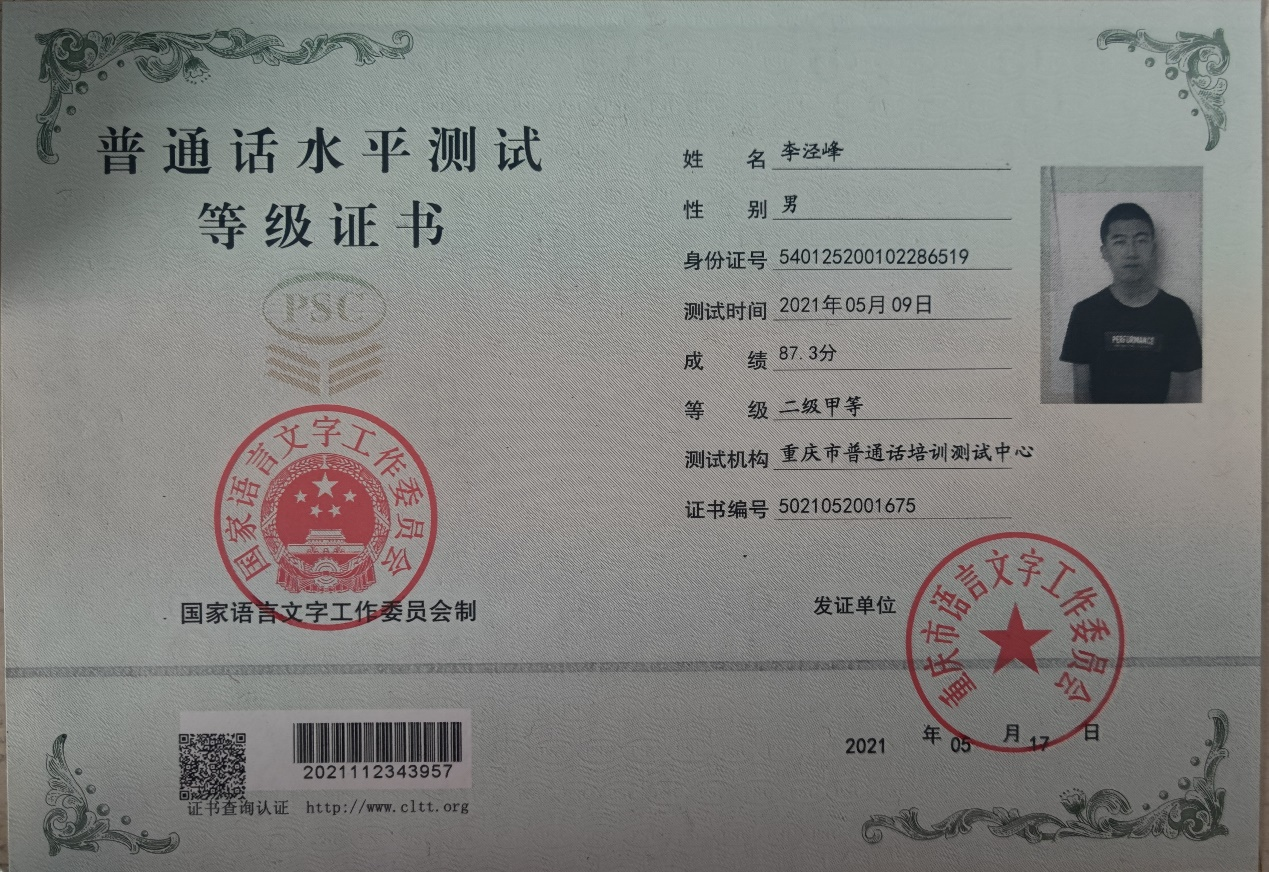 普通话水平测试
等级证书
PSC
国家语言文字工作委员会
国家语言文字工作委员会制
2021112343957
证书查询认证 http://www.cltt.org
姓名 李泾峰
性别 男
身份证号 540125200102286519
测试时间 2021年05月09日
成绩 87.3分
等级 二级甲等
测试机构 重庆市普通话培训测试中心
证书编号 5021052001675
PERFORMANCE
发证单位
重庆市语言文字工作委员会
2021 年 05 月 17 日